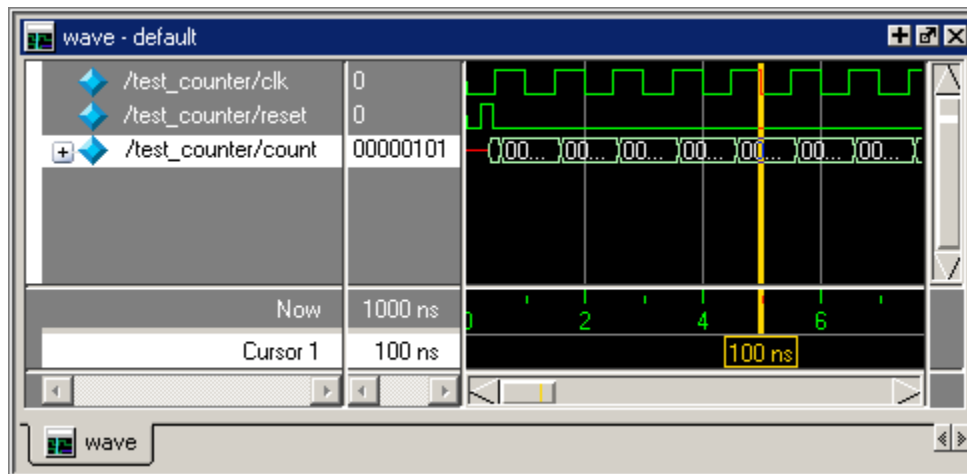 wave - default
/test_counter/clk 0
/test_counter/reset 0
/test_counter/count 00000101 00... 00... 00... 00... 00... 00... 00...
Now 1000 ns 0 2 4 6
Cursor 1 100 ns 100 ns
wave